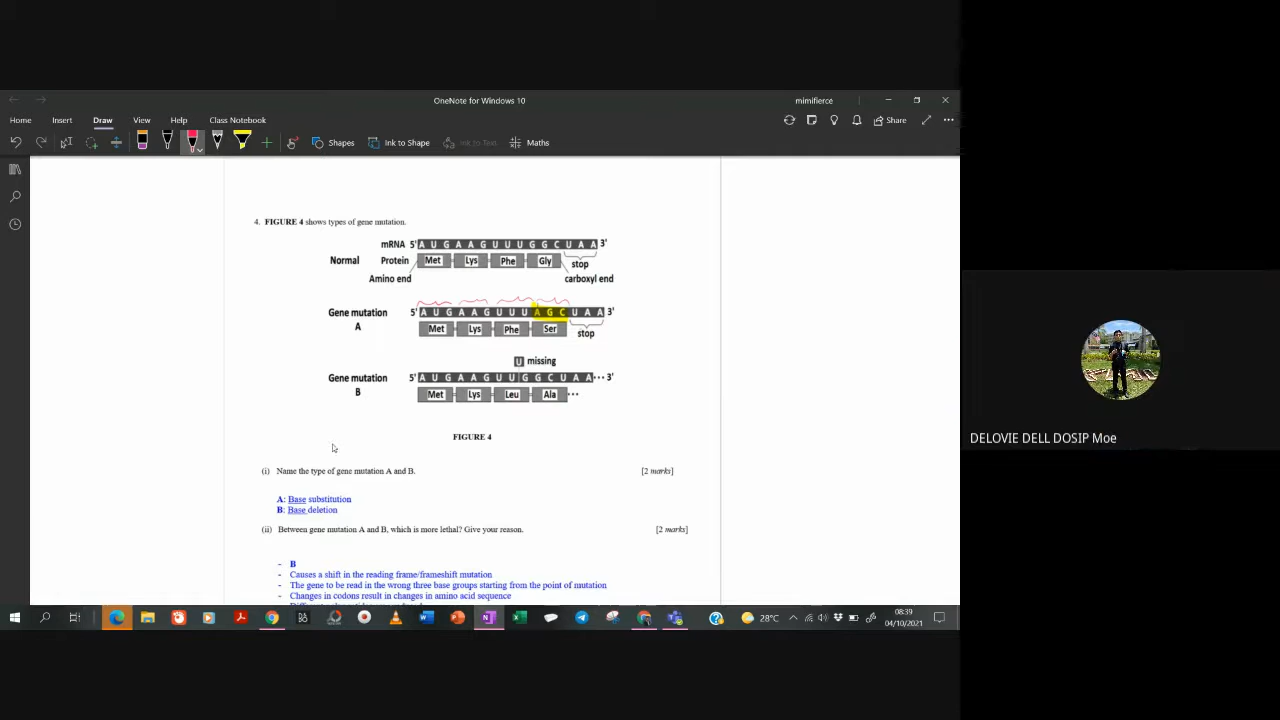 OneNote for Windows 10
mimifierce
Home Insert Draw View Help Class Notebook
Share
Shapes Ink to Shape Ink to Text Maths
4. FIGURE 4 shows types of gene mutation.
mRNA 5' A U G A A G U U U G G C U A A 3'
Normal Protein Met Lys Phe Gly stop
Amino end carboxyl end
Gene mutation A
5' A U G A A G U U U A G C U A A 3'
Met Lys Phe Ser stop
U missing
Gene mutation B
5' A U G A A G U U G G C U A A ... 3'
Met Lys Leu Ala ...
FIGURE 4
(i) Name the type of gene mutation A and B. [2 marks]
A: Base substitution
B: Base deletion
(ii) Between gene mutation A and B, which is more lethal? Give your reason. [2 marks]
- B
- Causes a shift in the reading frame/frameshift mutation
- The gene to be read in the wrong three base groups starting from the point of mutation
- Changes in codons result in changes in amino acid sequence
DELOVIE DELL DOSIP Moe
28°C
08:39
04/10/2021